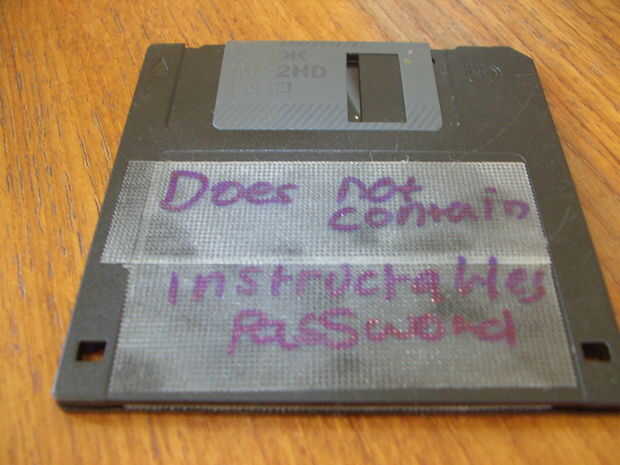 2HD
Does not
contain
instructables
password